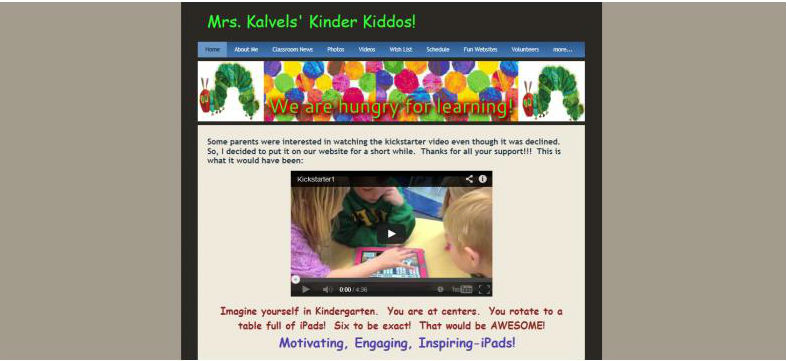 Mrs. Kalvels' Kinder Kiddos!
Home About Me Classroom News Photos Videos Wish List Schedule Fun Websites Volunteers more...
We are hungry for learning!
Some parents were interested in watching the kickstarter video even though it was declined.
So, I decided to put it on our website for a short while. Thanks for all your support!!! This is
what it would have been:
Kickstarter1
0:00 / 4:36
YouTube
Imagine yourself in Kindergarten. You are at centers. You rotate to a
table full of iPads! Six to be exact! That would be AWESOME!
Motivating, Engaging, Inspiring-iPads!